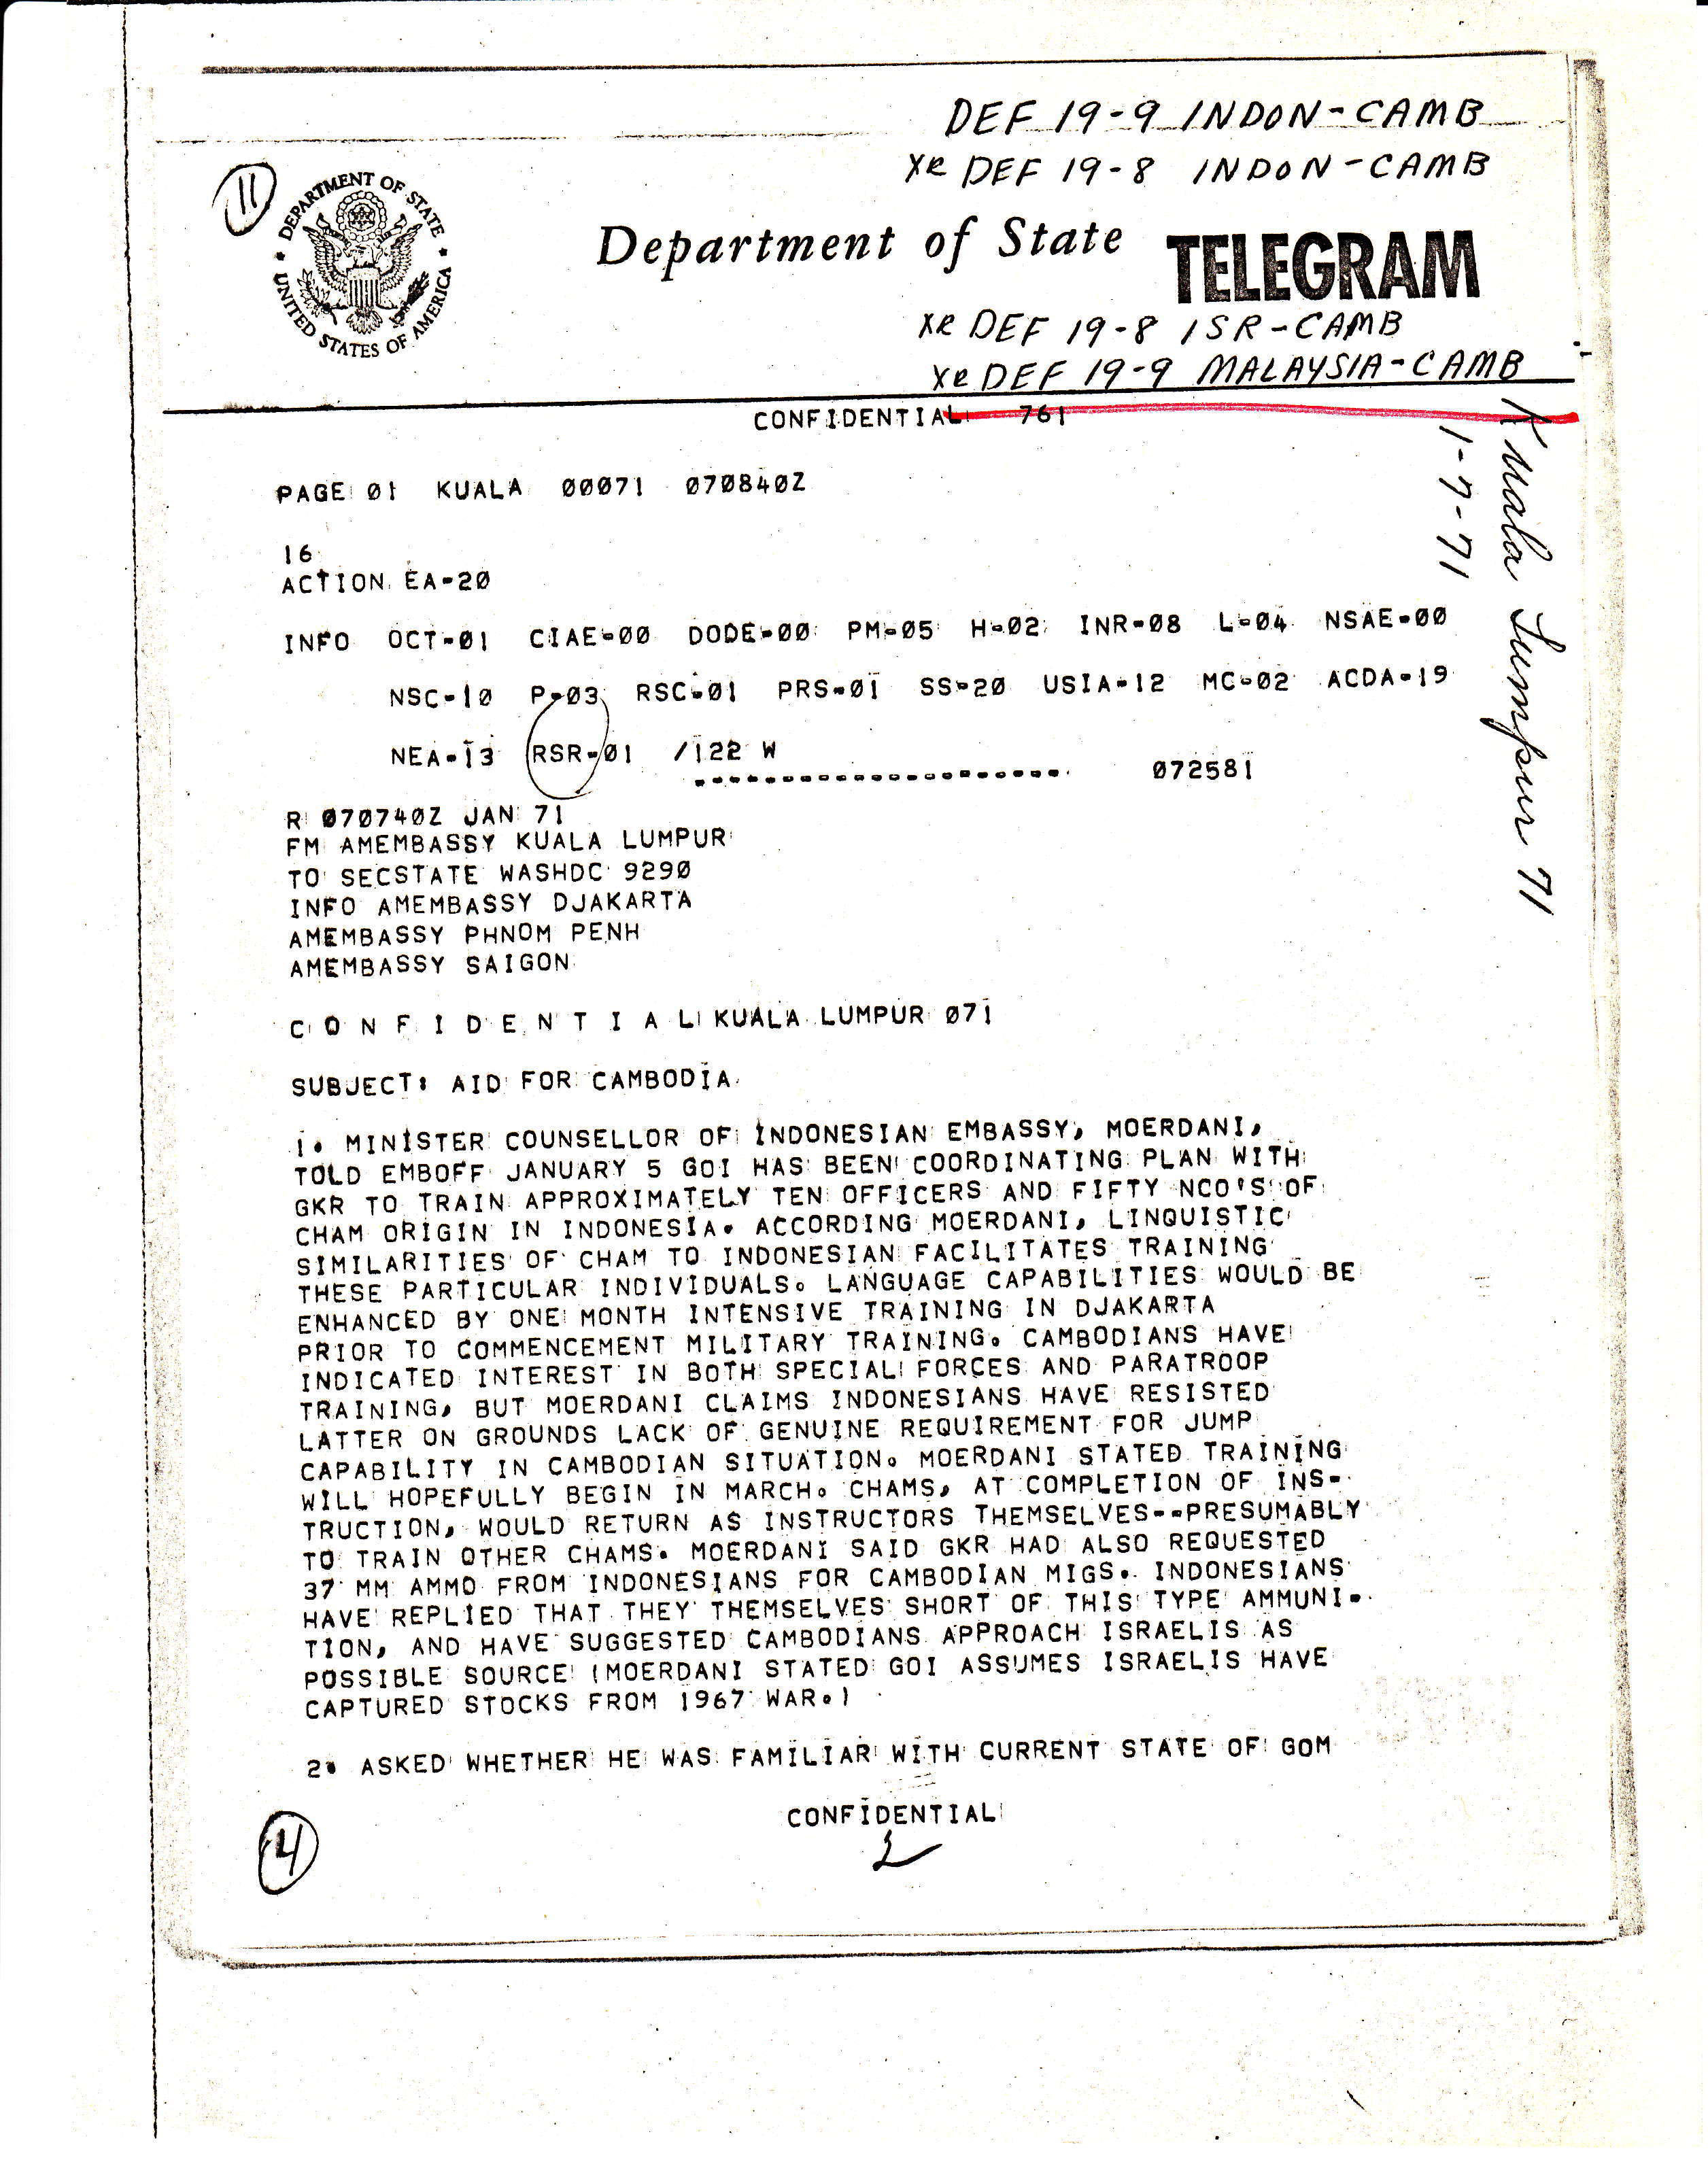 DEF 19-9 INDON-CAMB
XR DEF 19-8 INDON-CAMB
11
DEPARTMENT OF STATE
UNITED STATES OF AMERICA
Department of State TELEGRAM
XR DEF 19-8 ISR-CAMB
XR DEF 19-9 MALAYSIA-CAMB
CONFIDENTIAL 761
Kuala Lumpur 71
1-7-71
PAGE 01 KUALA 00071 070840Z
16
ACTION EA-20
INFO OCT-01 CIAE-00 DODE-00 PM-05 H-02 INR-08 L-04 NSAE-00
NSC-10 P-03 RSC-01 PRS-01 SS-20 USIA-12 MC-02 ACDA-19
NEA-13 RSR-01 /122 W
--------------------- 072581
R 070740Z JAN 71
FM AMEMBASSY KUALA LUMPUR
TO SECSTATE WASHDC 9290
INFO AMEMBASSY DJAKARTA
AMEMBASSY PHNOM PENH
AMEMBASSY SAIGON
C O N F I D E N T I A L KUALA LUMPUR 071
SUBJECT: AID FOR CAMBODIA
1. MINISTER COUNSELLOR OF INDONESIAN EMBASSY, MOERDANI,
TOLD EMBOFF JANUARY 5 GOI HAS BEEN COORDINATING PLAN WITH
GKR TO TRAIN APPROXIMATELY TEN OFFICERS AND FIFTY NCO'S OF
CHAM ORIGIN IN INDONESIA. ACCORDING MOERDANI, LINQUISTIC
SIMILARITIES OF CHAM TO INDONESIAN FACILITATES TRAINING
THESE PARTICULAR INDIVIDUALS. LANGUAGE CAPABILITIES WOULD BE
ENHANCED BY ONE MONTH INTENSIVE TRAINING IN DJAKARTA
PRIOR TO COMMENCEMENT MILITARY TRAINING. CAMBODIANS HAVE
INDICATED INTEREST IN BOTH SPECIAL FORCES AND PARATROOP
TRAINING, BUT MOERDANI CLAIMS INDONESIANS HAVE RESISTED
LATTER ON GROUNDS LACK OF GENUINE REQUIREMENT FOR JUMP
CAPABILITY IN CAMBODIAN SITUATION. MOERDANI STATED TRAINING
WILL HOPEFULLY BEGIN IN MARCH. CHAMS, AT COMPLETION OF INS-
TRUCTION, WOULD RETURN AS INSTRUCTORS THEMSELVES--PRESUMABLY
TO TRAIN OTHER CHAMS. MOERDANI SAID GKR HAD ALSO REQUESTED
37 MM AMMO FROM INDONESIANS FOR CAMBODIAN MIGS. INDONESIANS
HAVE REPLIED THAT THEY THEMSELVES SHORT OF THIS TYPE AMMUNI-
TION, AND HAVE SUGGESTED CAMBODIANS APPROACH ISRAELIS AS
POSSIBLE SOURCE (MOERDANI STATED GOI ASSUMES ISRAELIS HAVE
CAPTURED STOCKS FROM 1967 WAR.)
2. ASKED WHETHER HE WAS FAMILIAR WITH CURRENT STATE OF GOM
CONFIDENTIAL
4